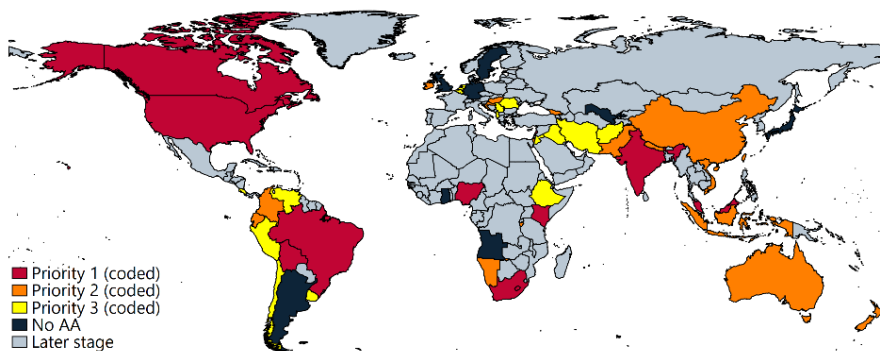 Priority 1 (coded)
Priority 2 (coded)
Priority 3 (coded)
No AA
Later stage